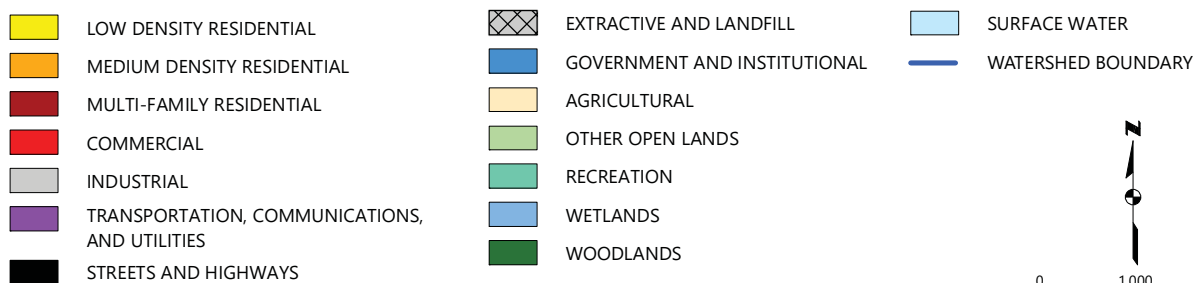 LOW DENSITY RESIDENTIAL
MEDIUM DENSITY RESIDENTIAL
MULTI-FAMILY RESIDENTIAL
COMMERCIAL
INDUSTRIAL
TRANSPORTATION, COMMUNICATIONS,
AND UTILITIES
STREETS AND HIGHWAYS
EXTRACTIVE AND LANDFILL
GOVERNMENT AND INSTITUTIONAL
AGRICULTURAL
OTHER OPEN LANDS
RECREATION
WETLANDS
WOODLANDS
SURFACE WATER
WATERSHED BOUNDARY
N
0 1,000